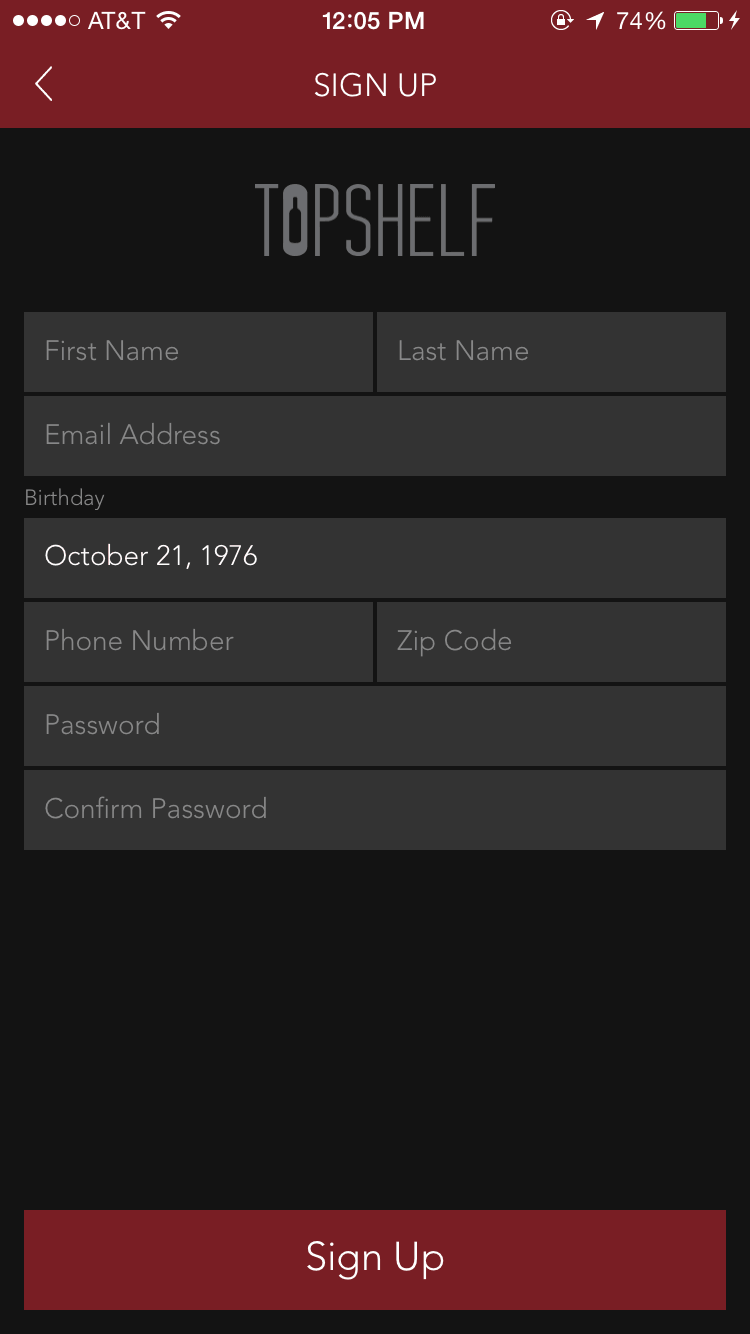 AT&T 12:05 PM 74%
SIGN UP
TOPSHELF
First Name Last Name
Email Address
Birthday
October 21, 1976
Phone Number Zip Code
Password
Confirm Password
Sign Up